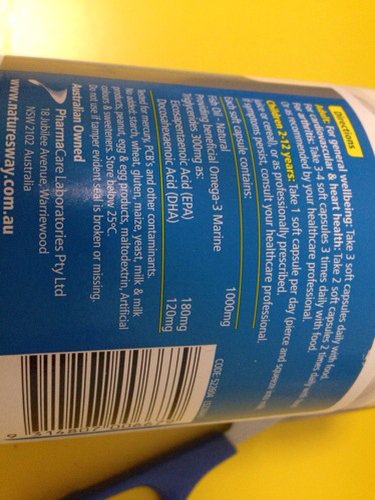 Directions
Adults: For general wellbeing: Take 3 soft capsules daily with food.
For cardiovascular & heart health: Take 2 soft capsules 2 times daily with
For arthritis: Take 3-4 soft capsules 3 times daily with food.
Or as recommended by your healthcare professional.
Children 2-12 years: Take 1 soft capsule per day (pierce and squeeze
juice or cereal), or as professionally prescribed.
If symptoms persist, consult your healthcare professional.
Each soft capsule contains:
Fish Oil - Natural 1000mg
Providing beneficial Omega-3 Marine
Triglycerides 300mg as:
Eicosapentaenoic Acid (EPA) 180mg
Docosahexaenoic Acid (DHA) 120mg
Tested for mercury, PCB'S and other contaminants.
No added: starch, wheat, gluten, maize, yeast, milk & milk
products, peanut, egg & egg products, maltodextrin, Artificial
colours & sweeteners. Store below 25°C.
Do not use if tamper evident seal is broken or missing.
Australian Owned
PharmaCare Laboratories Pty Ltd
18 Jubilee Avenue, Warriewood
NSW 2102 Australia
www.naturesway.com.au